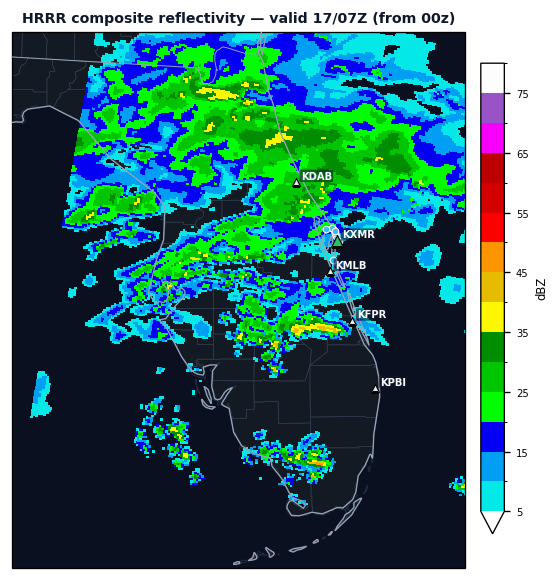 HRRR composite reflectivity — valid 17/07Z (from 00z)
75
65
55
45
35
25
15
5
dBZ
KDAB
KXMR
KMLB
KFPR
KPBI